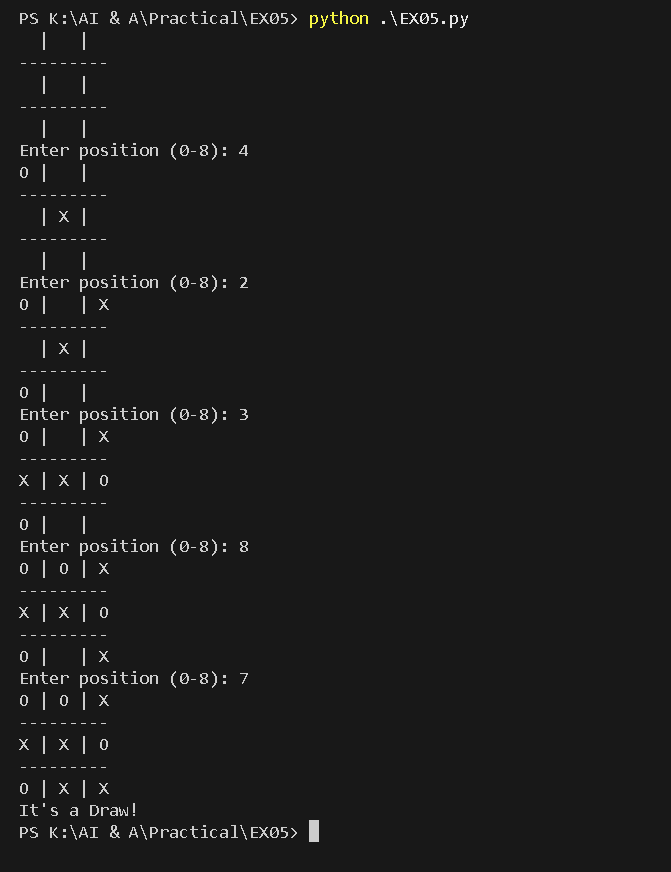 PS K:\AI & A\Practical\EX05> python .\EX05.py
  |   |
---------
  |   |
---------
  |   |
Enter position (0-8): 4
O |   |
---------
  | X |
---------
  |   |
Enter position (0-8): 2
O |   | X
---------
  | X |
---------
O |   |
Enter position (0-8): 3
O |   | X
---------
X | X | O
---------
O |   |
Enter position (0-8): 8
O | O | X
---------
X | X | O
---------
O |   | X
Enter position (0-8): 7
O | O | X
---------
X | X | O
---------
O | X | X
It's a Draw!
PS K:\AI & A\Practical\EX05>